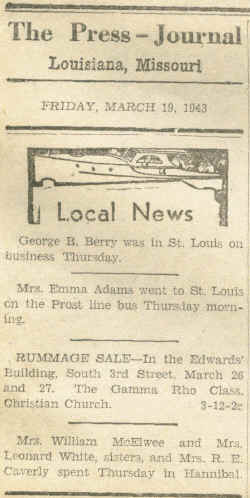 The Press-Journal
Louisiana, Missouri
FRIDAY, MARCH 19, 1943
Local News
George B. Berry was in St. Louis on
business Thursday.
Mrs. Emma Adams went to St. Louis
on the Prost line bus Thursday morn-
ing.
RUMMAGE SALE—In the Edwards'
Building, South 3rd Street, March 26
and 27. The Gamma Rho Class,
Christian Church. 3-12-2c
Mrs. William McElwee and Mrs.
Leonard White, sisters, and Mrs. R. E.
Caverly spent Thursday in Hannibal.